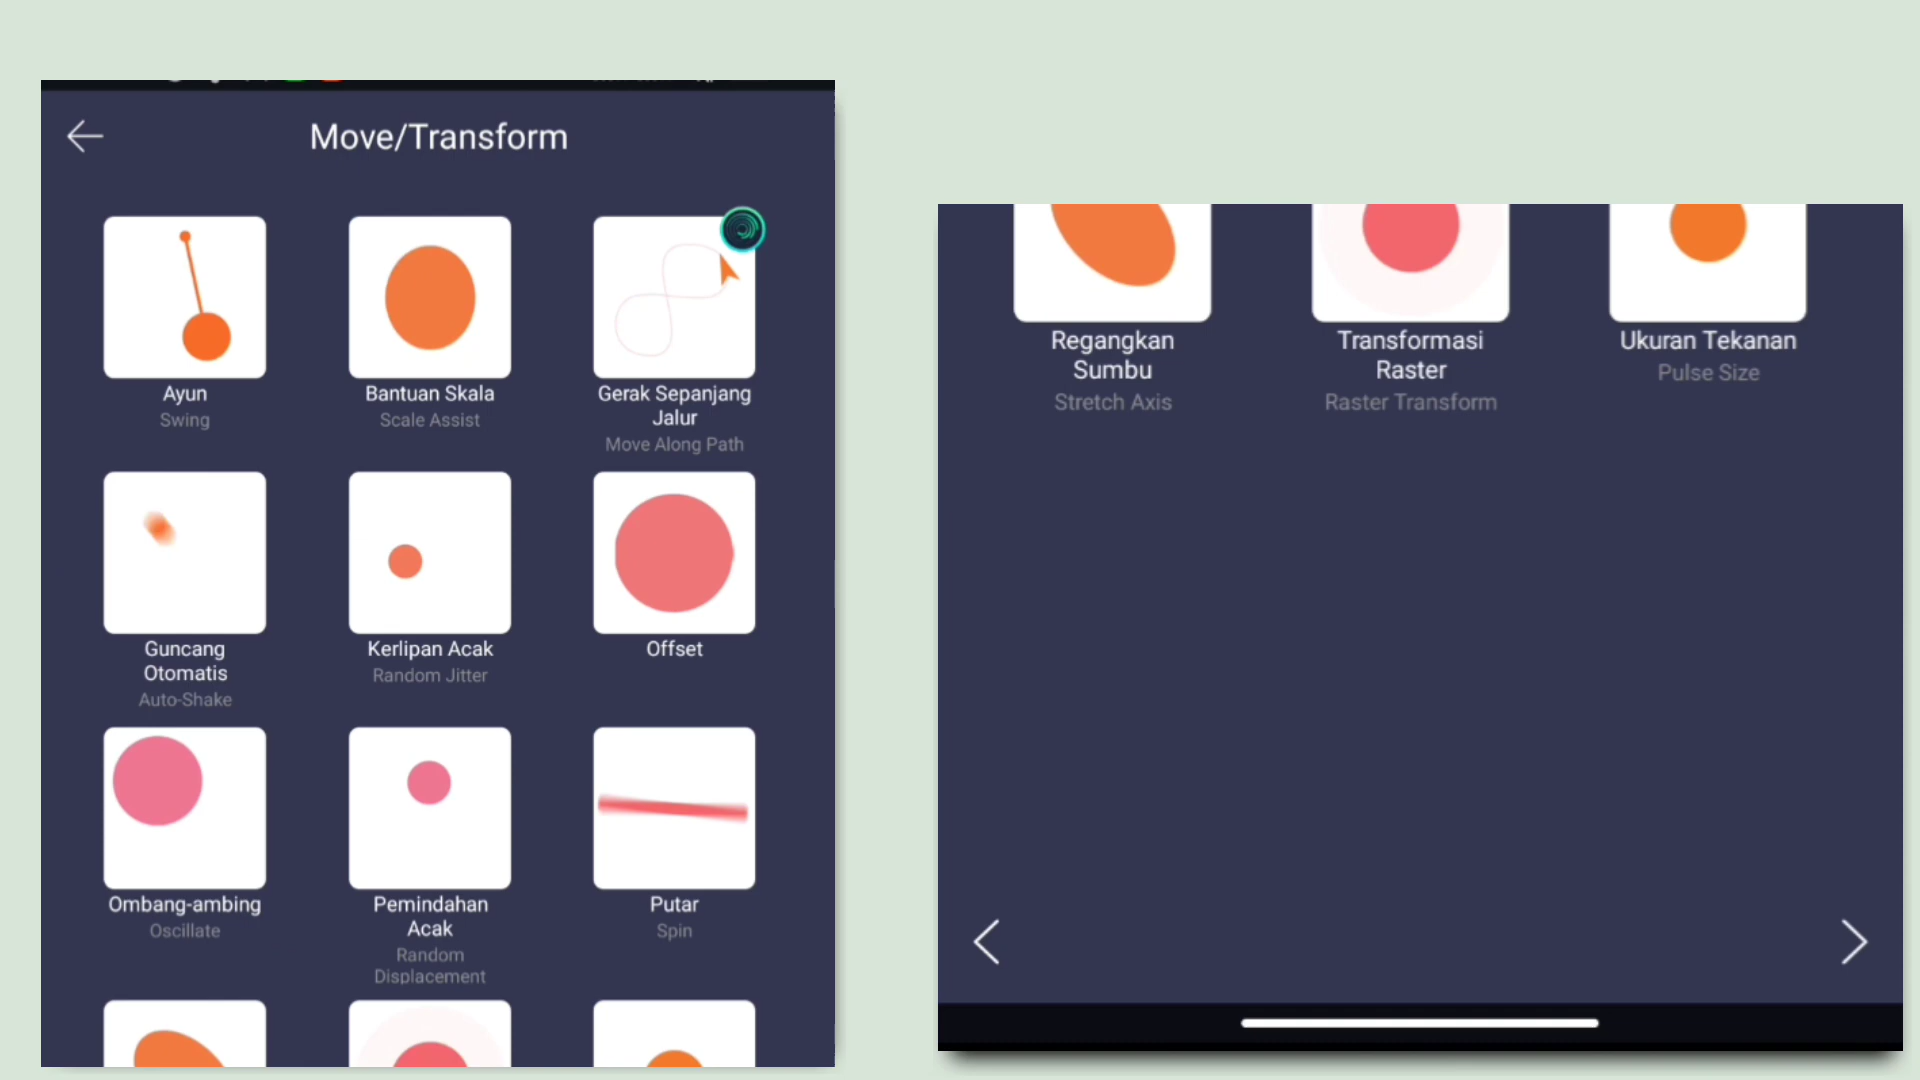 Move/Transform
Ayun
Swing
Bantuan Skala
Scale Assist
Gerak Sepanjang
Jalur
Move Along Path
Guncang
Otomatis
Auto-Shake
Kerlipan Acak
Random Jitter
Offset
Ombang-ambing
Oscillate
Pemindahan
Acak
Random
Displacement
Putar
Spin
Regangkan
Sumbu
Stretch Axis
Transformasi
Raster
Raster Transform
Ukuran Tekanan
Pulse Size